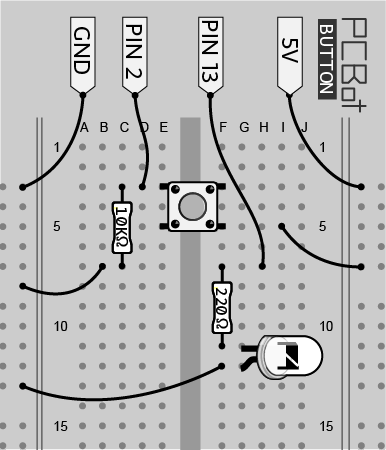 GND
PIN 2
PIN 13
5V
BUTTON
PCBot
A B C D E F G H I J
1 1
5 5
10KΩ
10 10
220Ω
15 15